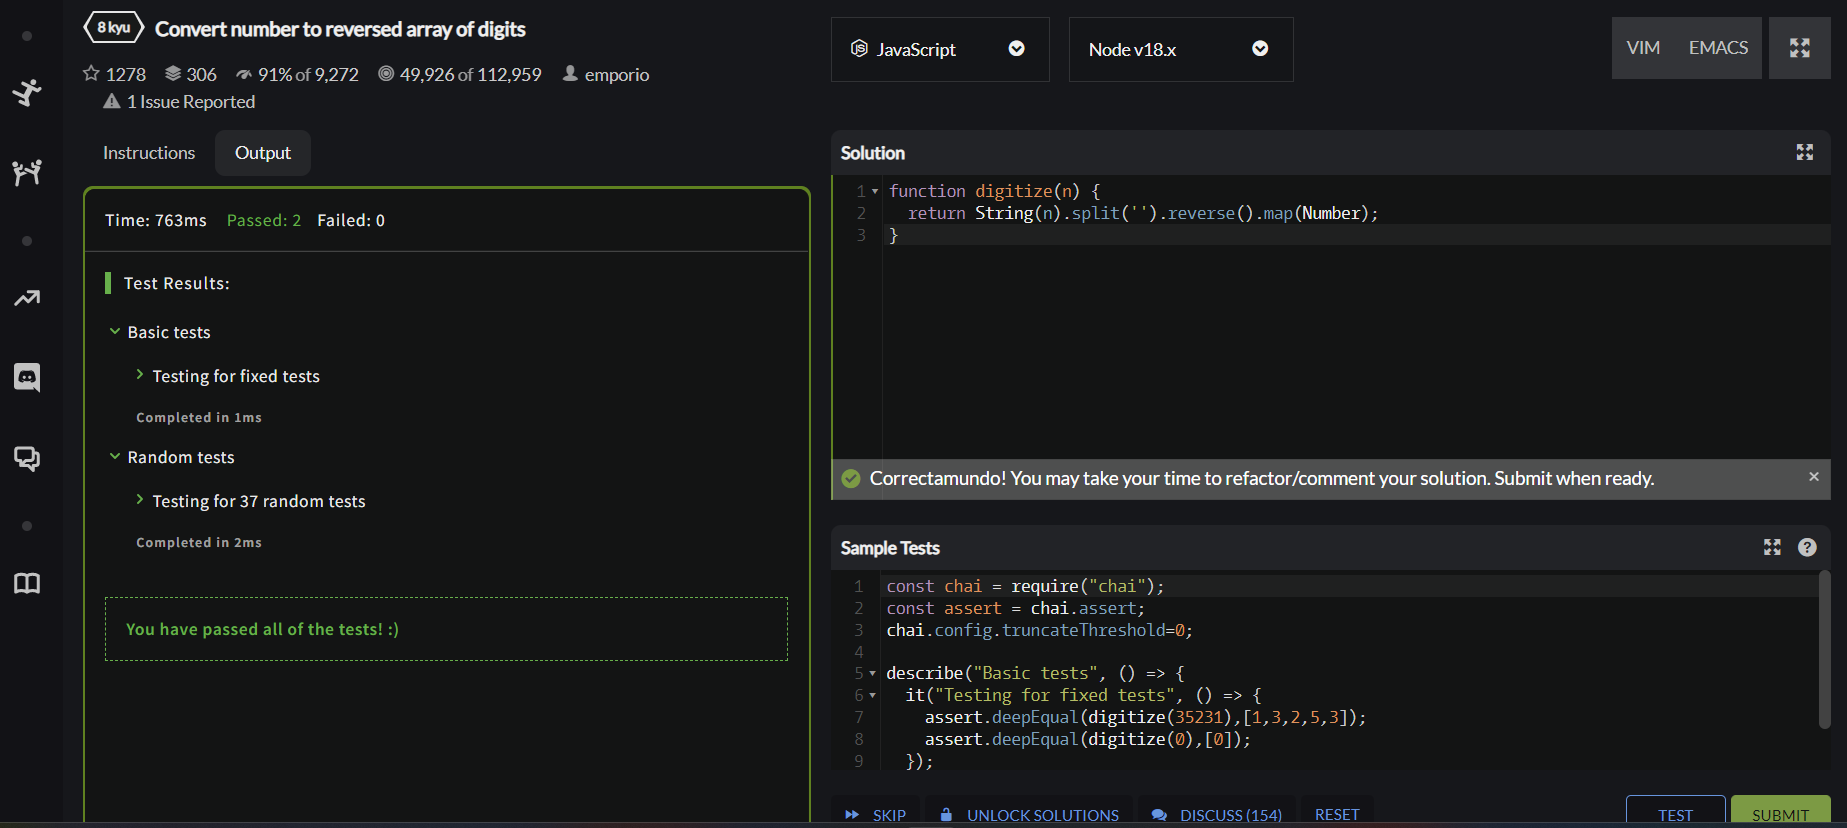 8 kyu
Convert number to reversed array of digits
1278 306 91% of 9,272 49,926 of 112,959 emporio
1 Issue Reported
Instructions
Output
Time: 763ms Passed: 2 Failed: 0
Test Results:
Basic tests
Testing for fixed tests
Completed in 1ms
Random tests
Testing for 37 random tests
Completed in 2ms
You have passed all of the tests! :)
JS JavaScript
Node v18.x
VIM
EMACS
Solution
1 function digitize(n) {
2 return String(n).split('').reverse().map(Number);
3 }
Correctamundo! You may take your time to refactor/comment your solution. Submit when ready.
Sample Tests
1 const chai = require("chai");
2 const assert = chai.assert;
3 chai.config.truncateThreshold=0;
4
5 describe("Basic tests", () => {
6 it("Testing for fixed tests", () => {
7 assert.deepEqual(digitize(35231),[1,3,2,5,3]);
8 assert.deepEqual(digitize(0),[0]);
9 });
SKIP
UNLOCK SOLUTIONS
DISCUSS (154)
RESET
TEST
SUBMIT